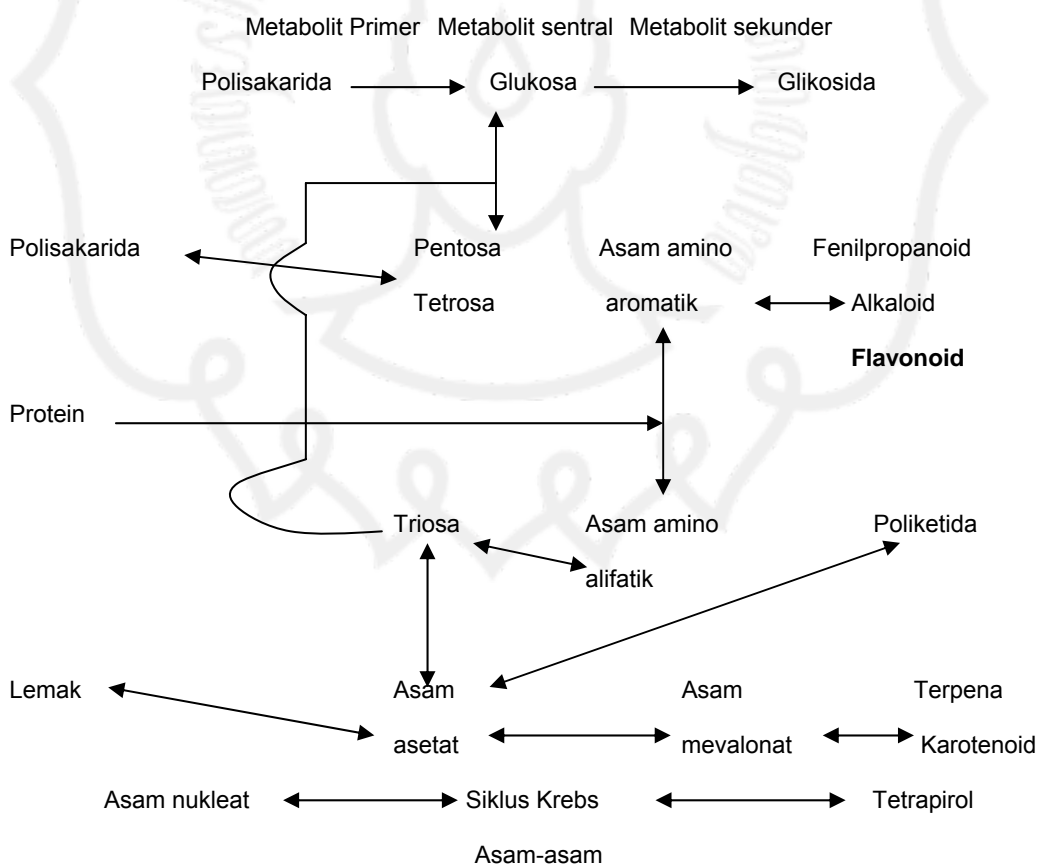 Metabolit Primer Metabolit sentral Metabolit sekunder
Polisakarida Glukosa Glikosida
Polisakarida Pentosa Asam amino Fenilpropanoid
Tetrosa aromatik Alkaloid
Flavonoid
Protein
Triosa Asam amino Poliketida
alifatik
Lemak Asam Asam Terpena
asetat mevalonat Karotenoid
Asam nukleat Siklus Krebs Tetrapirol
Asam-asam